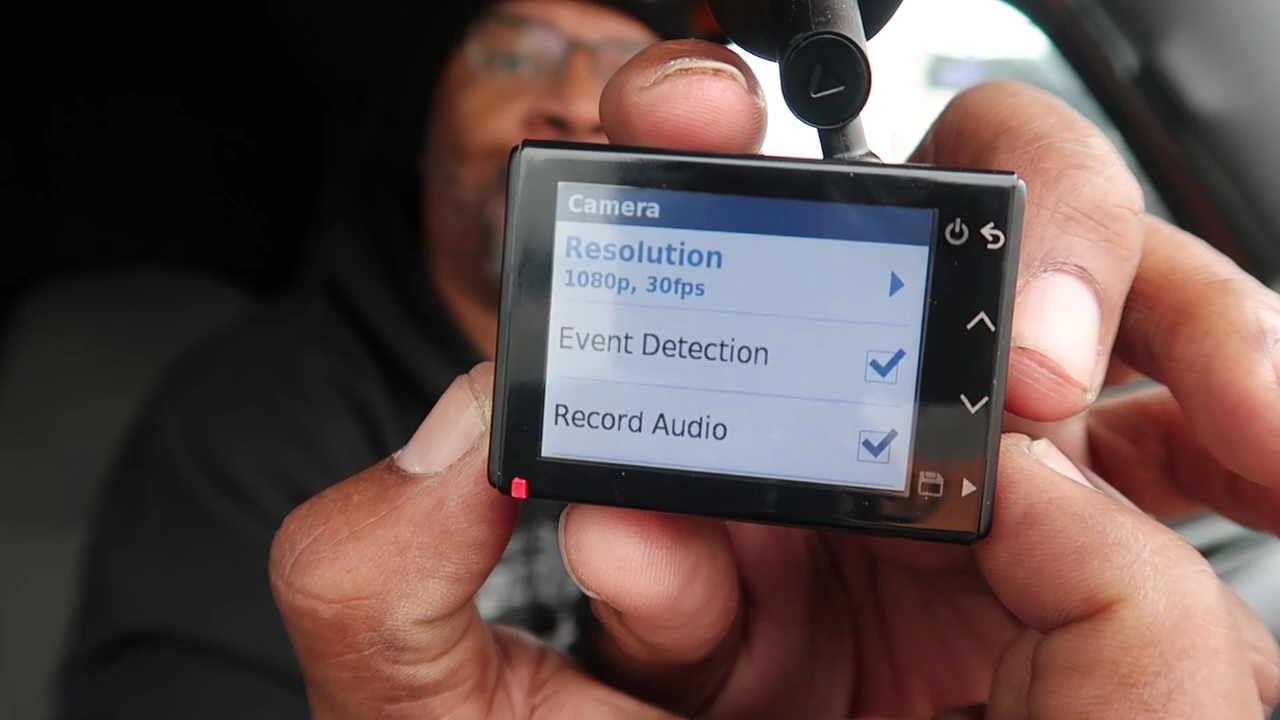 Camera
Resolution
1080p, 30fps
Event Detection
Record Audio